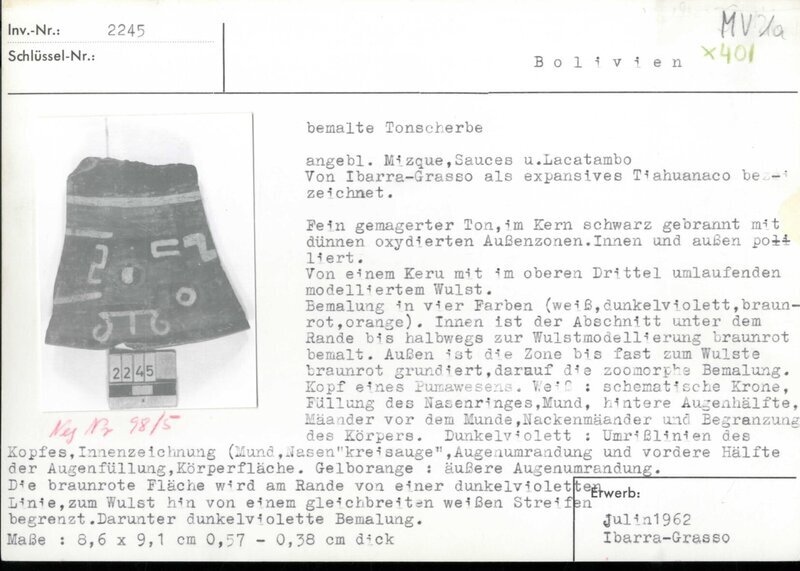 Inv.-Nr.: 2245
Schlüssel-Nr.:
MV
x401
Bolivien
bemalte Tonscherbe
angebl. Mizque,Sauces u.Lacatambo
Von Ibarra-Grasso als expansives Tiahuanaco be-
zeichnet.
Fein gemagerter Ton,im Kern schwarz gebrannt mit
dünnen oxydierten Außenzonen.Innen und außen po
liert.
Von einem Keru mit im oberen Drittel umlaufenden
modelliertem Wulst.
Bemalung in vier Farben (weiß,dunkelviolett,braun-
rot,orange). Innen ist der Abschnitt unter dem
Rande bis halbwegs zur Wulstmodellierung braunrot
bemalt. Außen ist die Zone bis fast zum Wulste
braunrot grundiert,darauf die zoomorphe Bemalung.
Kopf eines Pumawesens. Weiß : schematische Krone,
Füllung des Nasenringes,Mund, hintere Augenhälfte,
Mäander vor dem Munde,Nackenmäander und Begranzung
des Körpers. Dunkelviolett : Umrißlinien des
Kopfes,Innenzeichnung (Mund,Nasen"kreisauge",Augenumrandung und vordere Hälfte
der Augenfüllung,Körperfläche. Gelborange : äußere Augenumrandung.
Die braunrote Fläche wird am Rande von einer dunkelvioletten
Linie,zum Wulst hin von einem gleichbreiten weißen Streifen
begrenzt.Darunter dunkelviolette Bemalung.
Maße : 8,6 x 9,1 cm 0,57 - 0,38 cm dick
2245
Neg Nr 98/5
Erwerb:
Julin1962
Ibarra-Grasso